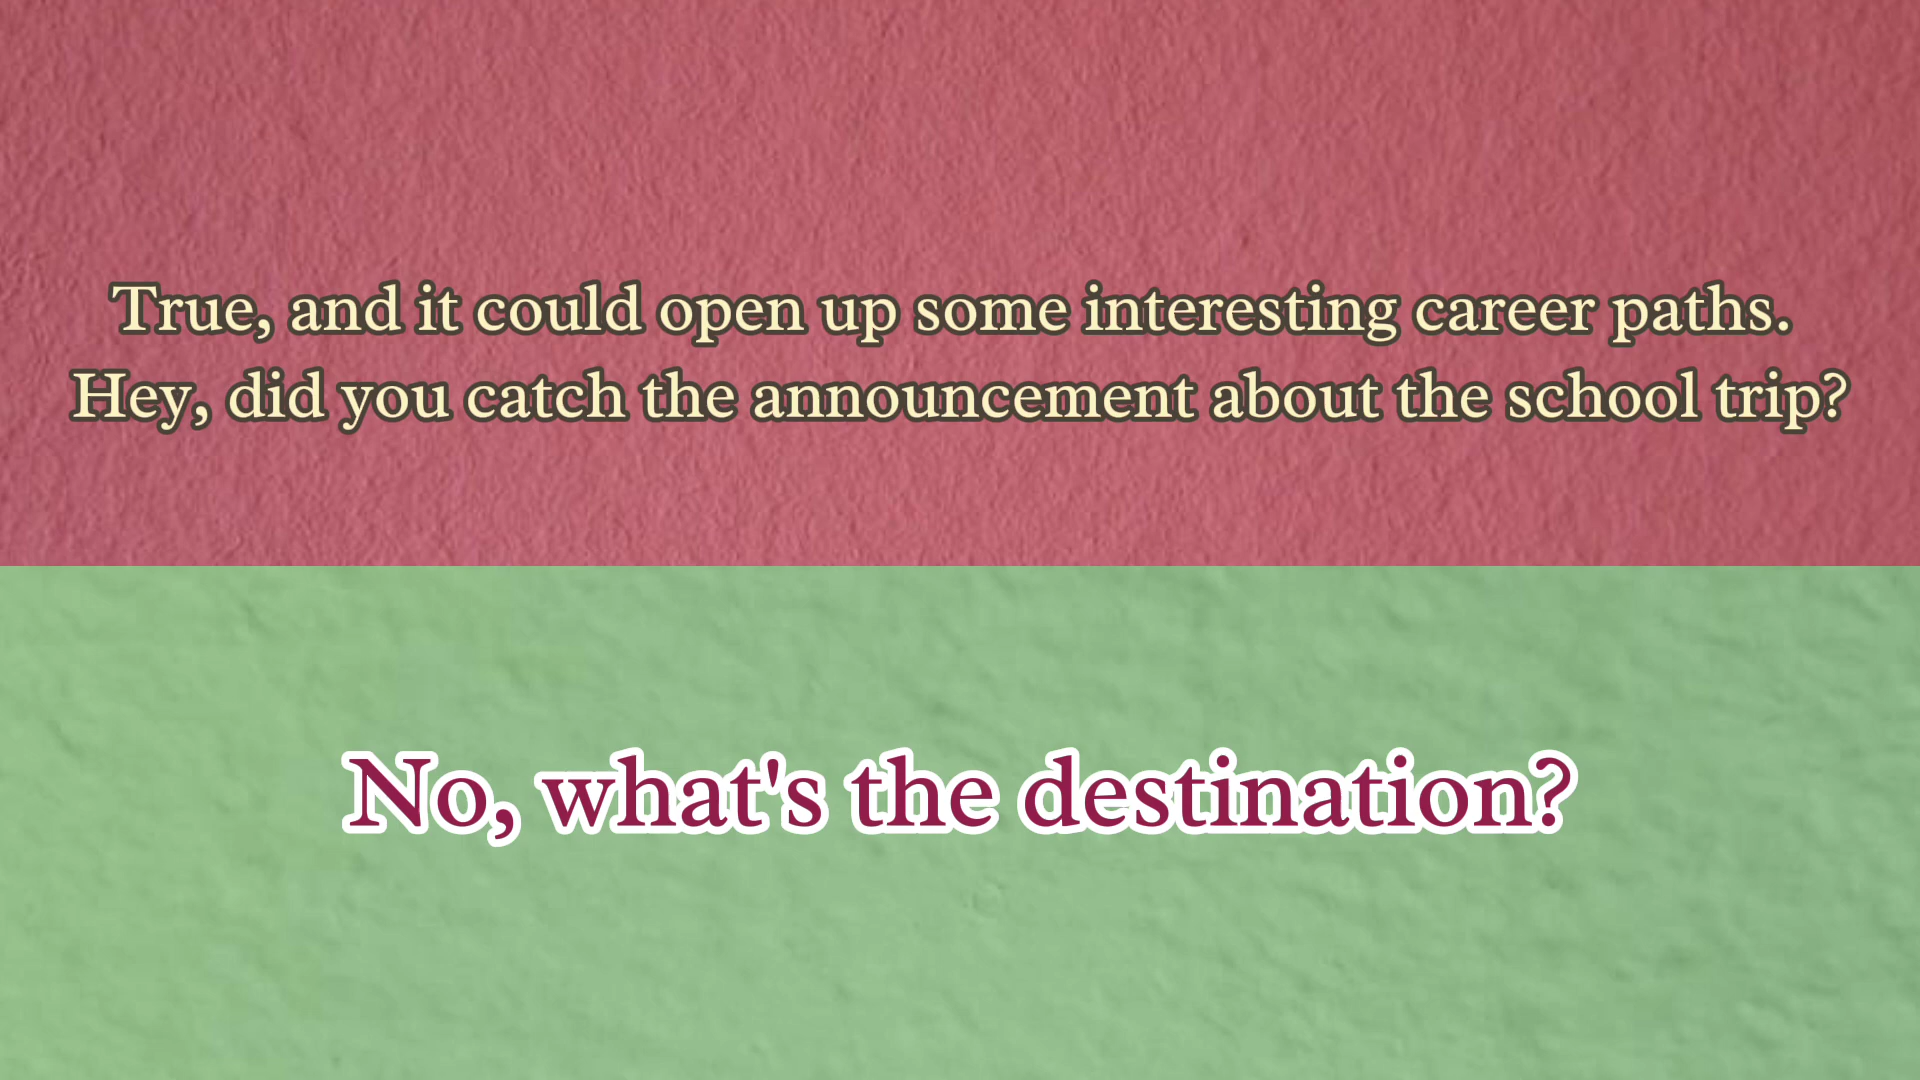 True, and it could open up some interesting career paths.
Hey, did you catch the announcement about the school trip?
No, what's the destination?